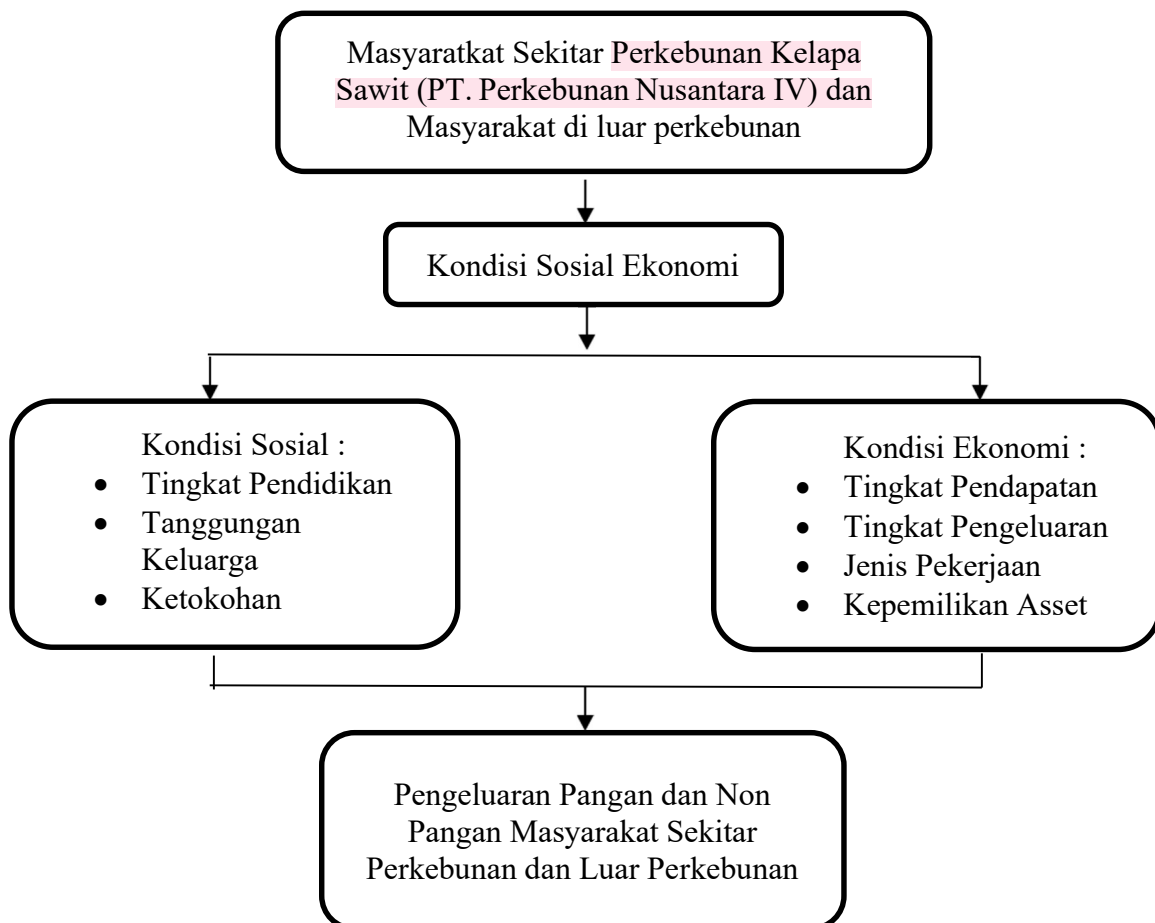 Masyaratkat Sekitar Perkebunan Kelapa
Sawit (PT. Perkebunan Nusantara IV) dan
Masyarakat di luar perkebunan
Kondisi Sosial Ekonomi
Kondisi Sosial :
• Tingkat Pendidikan
• Tanggungan
Keluarga
• Ketokohan
Kondisi Ekonomi :
• Tingkat Pendapatan
• Tingkat Pengeluaran
• Jenis Pekerjaan
• Kepemilikan Asset
Pengeluaran Pangan dan Non
Pangan Masyarakat Sekitar
Perkebunan dan Luar Perkebunan